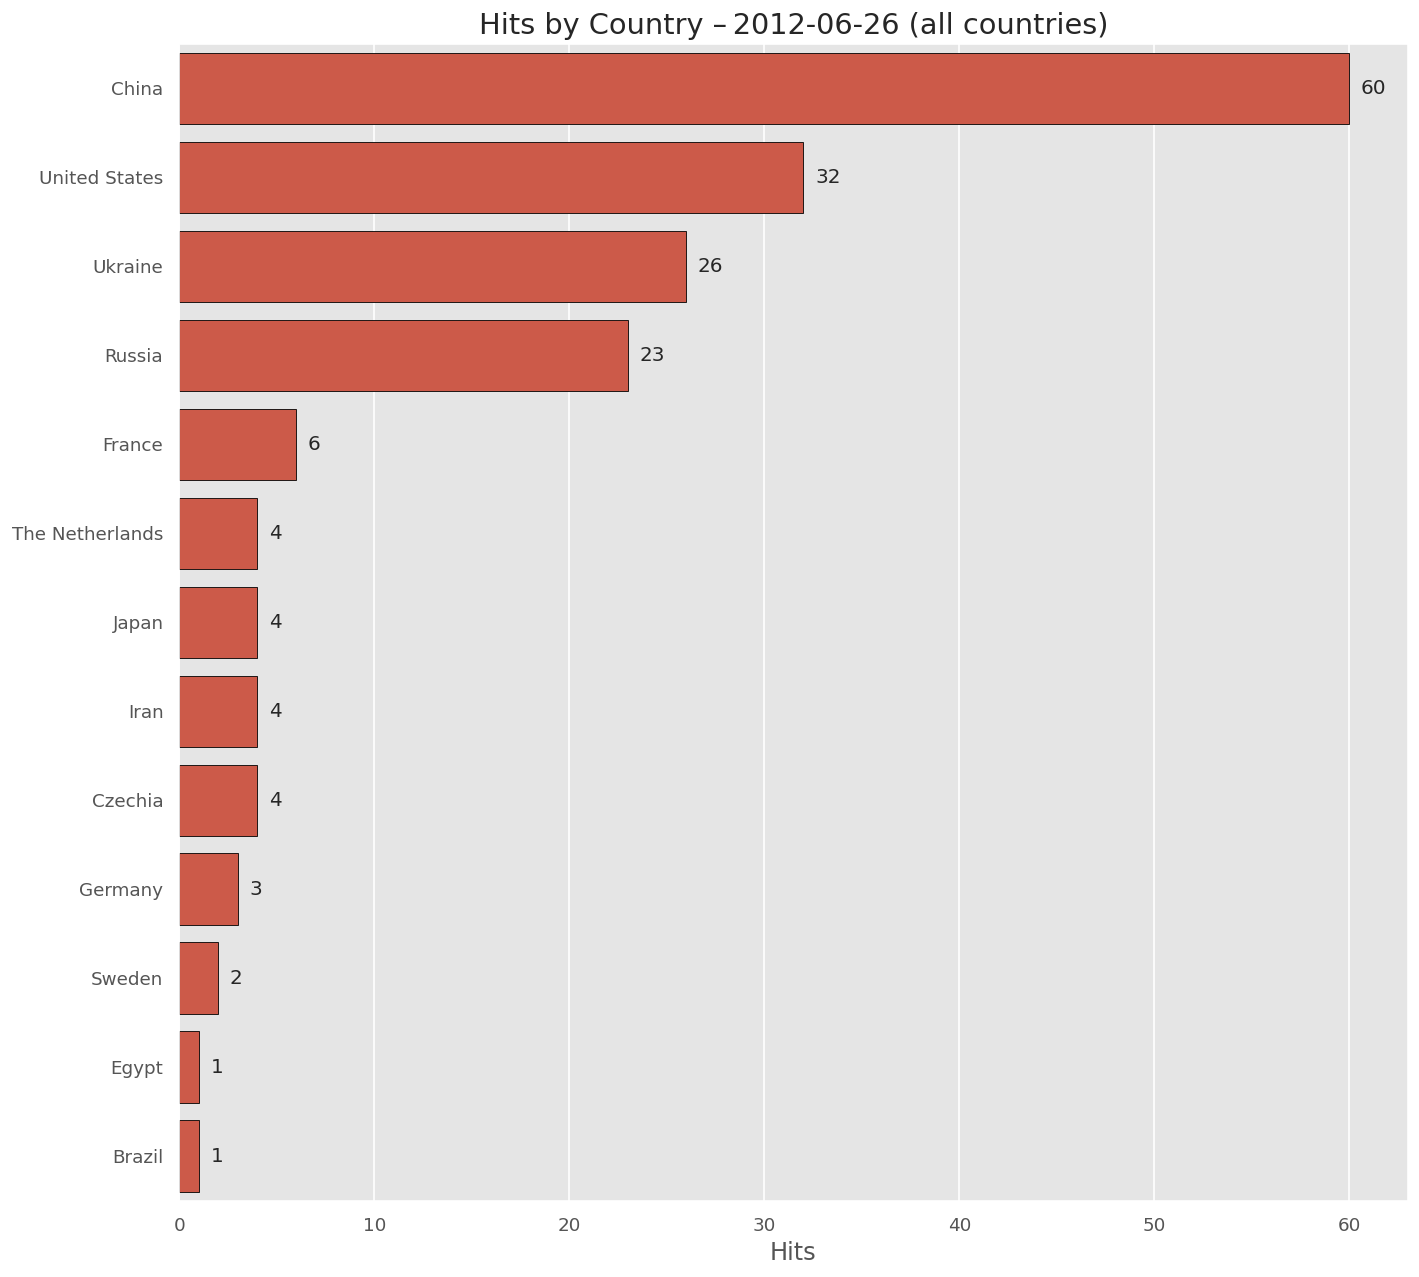 Hits by Country – 2012-06-26 (all countries)
China 60
United States 32
Ukraine 26
Russia 23
France 6
The Netherlands 4
Japan 4
Iran 4
Czechia 4
Germany 3
Sweden 2
Egypt 1
Brazil 1
0 10 20 30 40 50 60
Hits